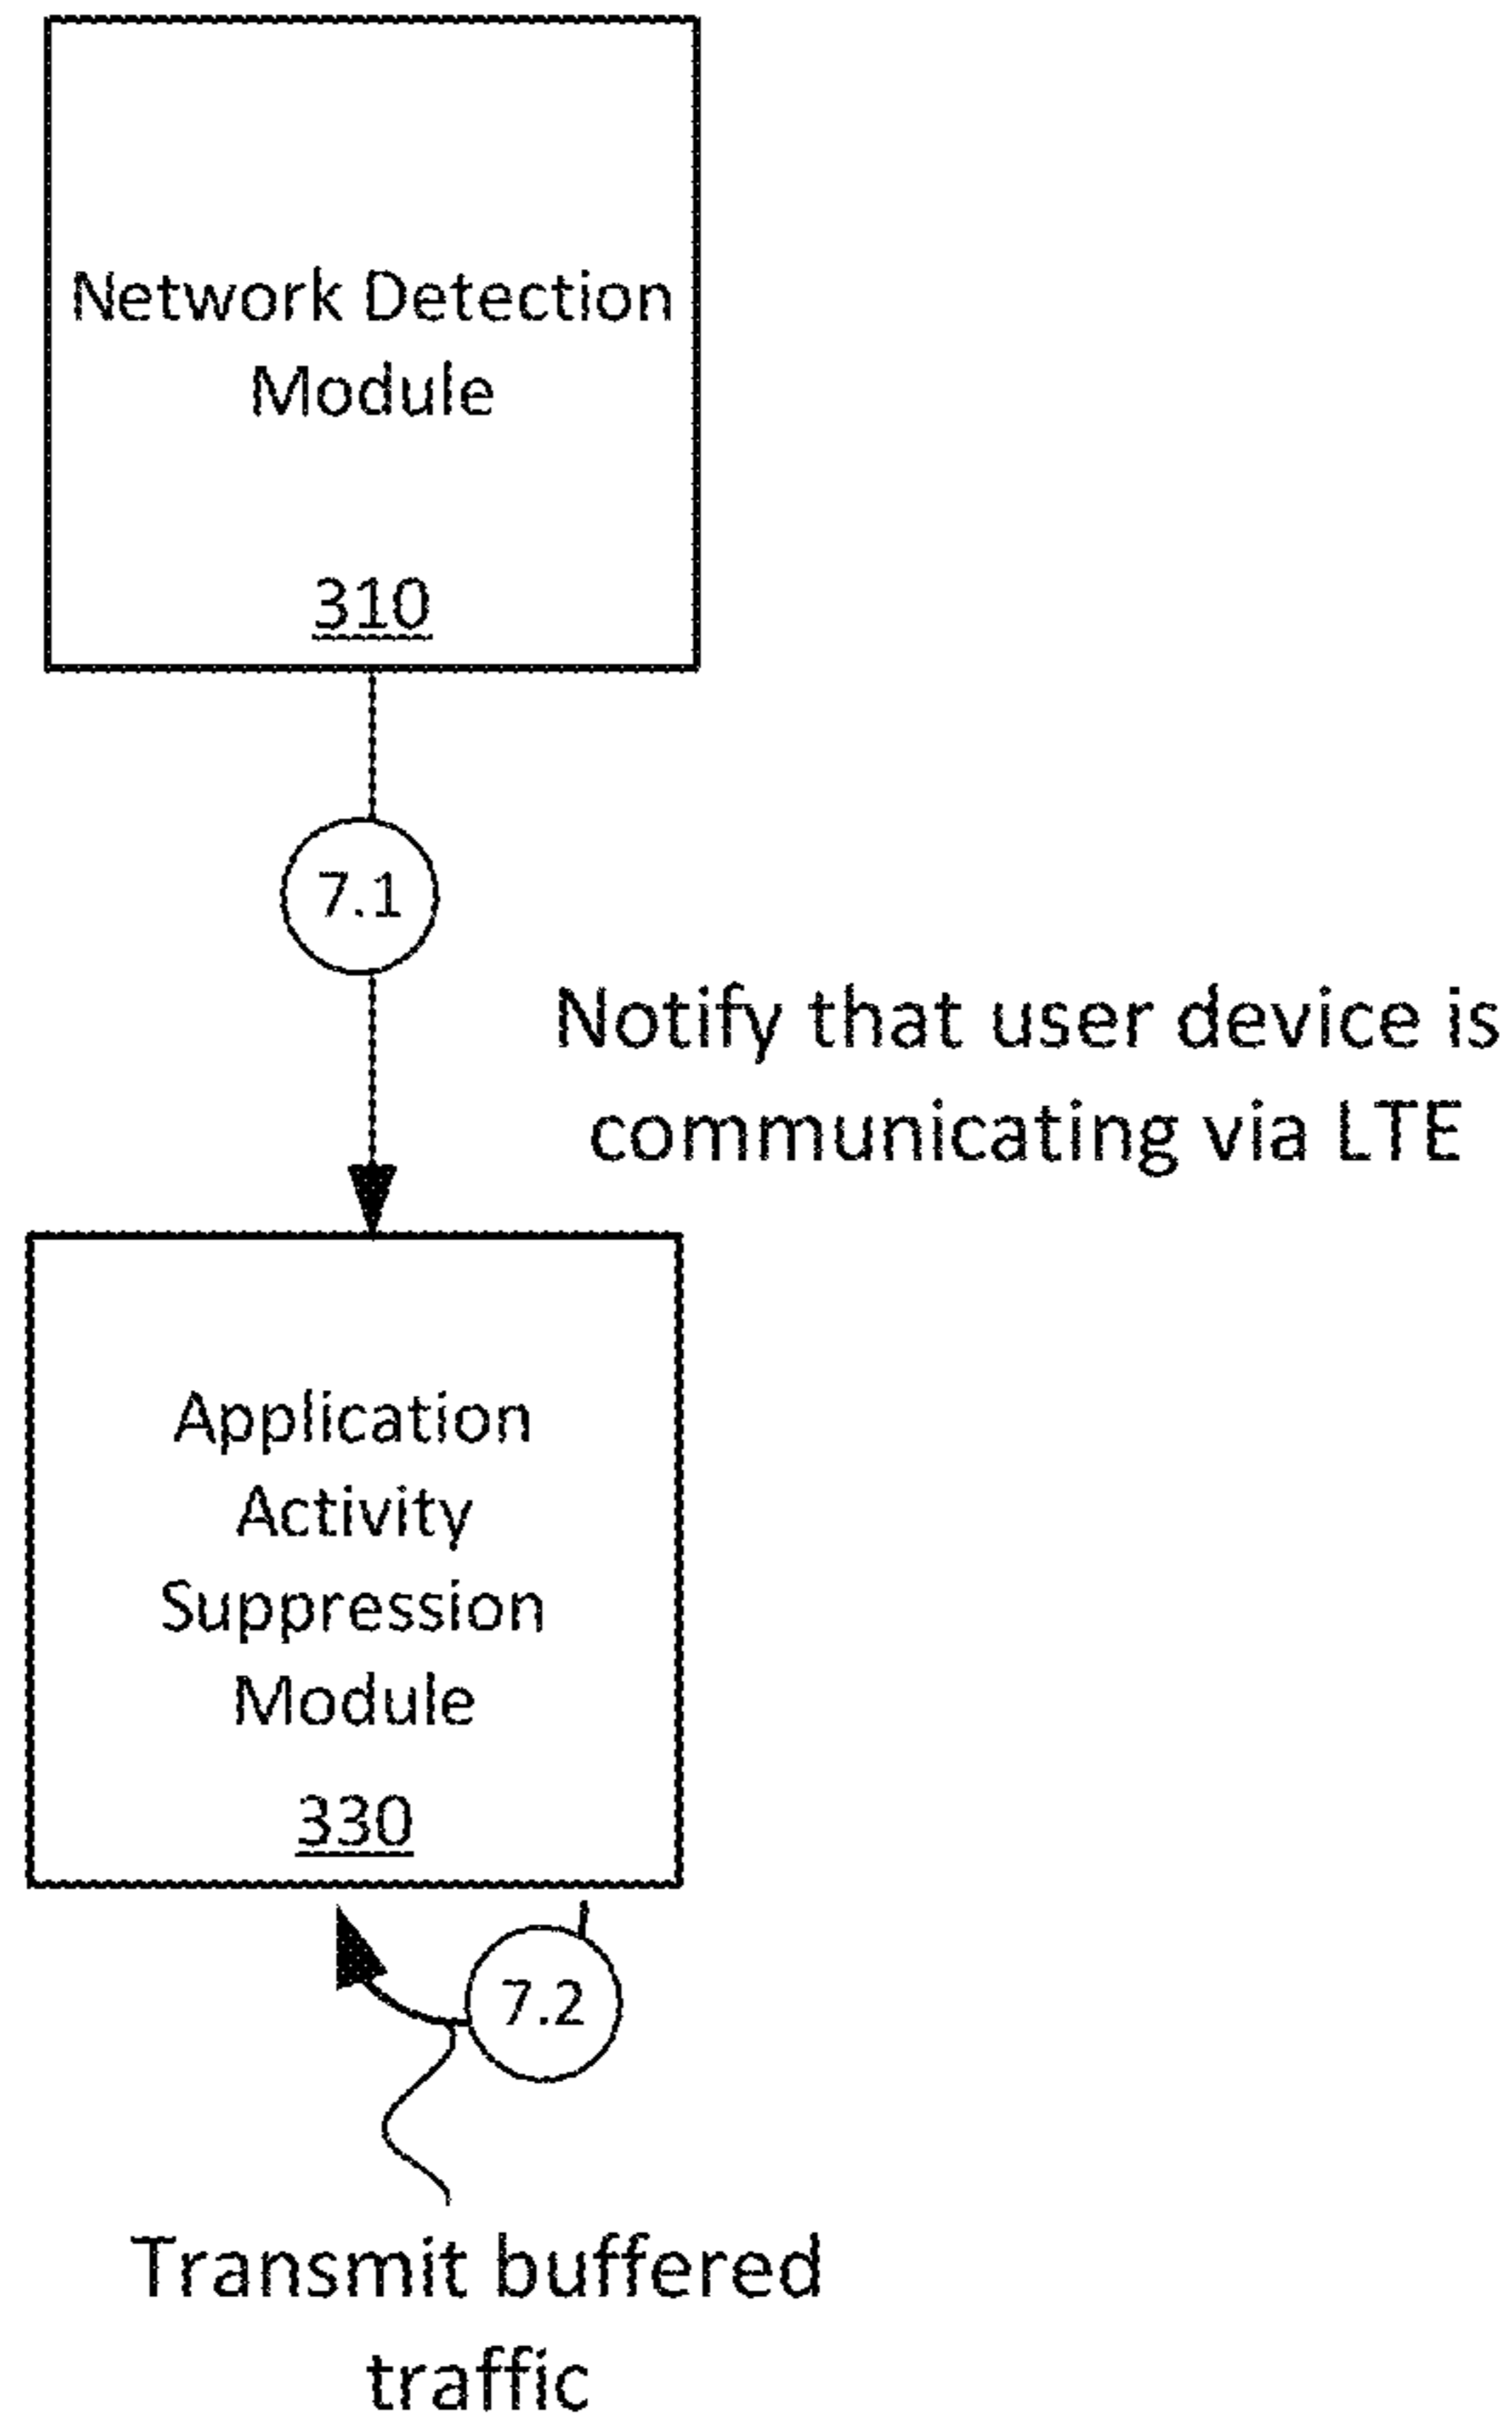 Network Detection
Module
310
7.1
Notify that user device is
communicating via LTE
Application
Activity
Suppression
Module
330
7.2
Transmit buffered
traffic